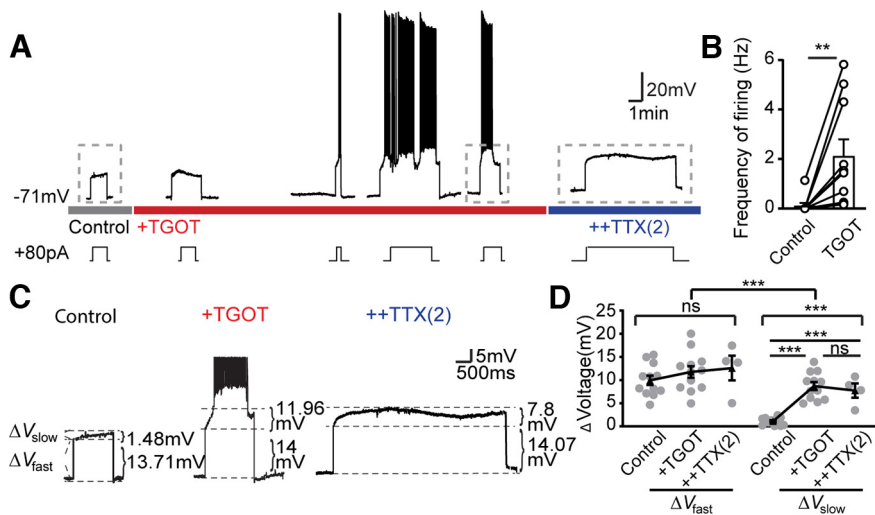 A
20mV
1min
-71mV
Control
+TGOT
++TTX(2)
+80pA
B
**
Frequency of firing (Hz)
6
4
2
0
Control
TGOT
C
Control
+TGOT
++TTX(2)
5mV
500ms
ΔVslow
ΔVfast
1.48mV
13.71mV
11.96
mV
14
mV
7.8
mV
14.07
mV
D
***
ns
***
***
***
ns
ΔVoltage(mV)
25
20
15
10
5
0
Control
+TGOT
++TTX(2)
Control
+TGOT
++TTX(2)
ΔVfast
ΔVslow